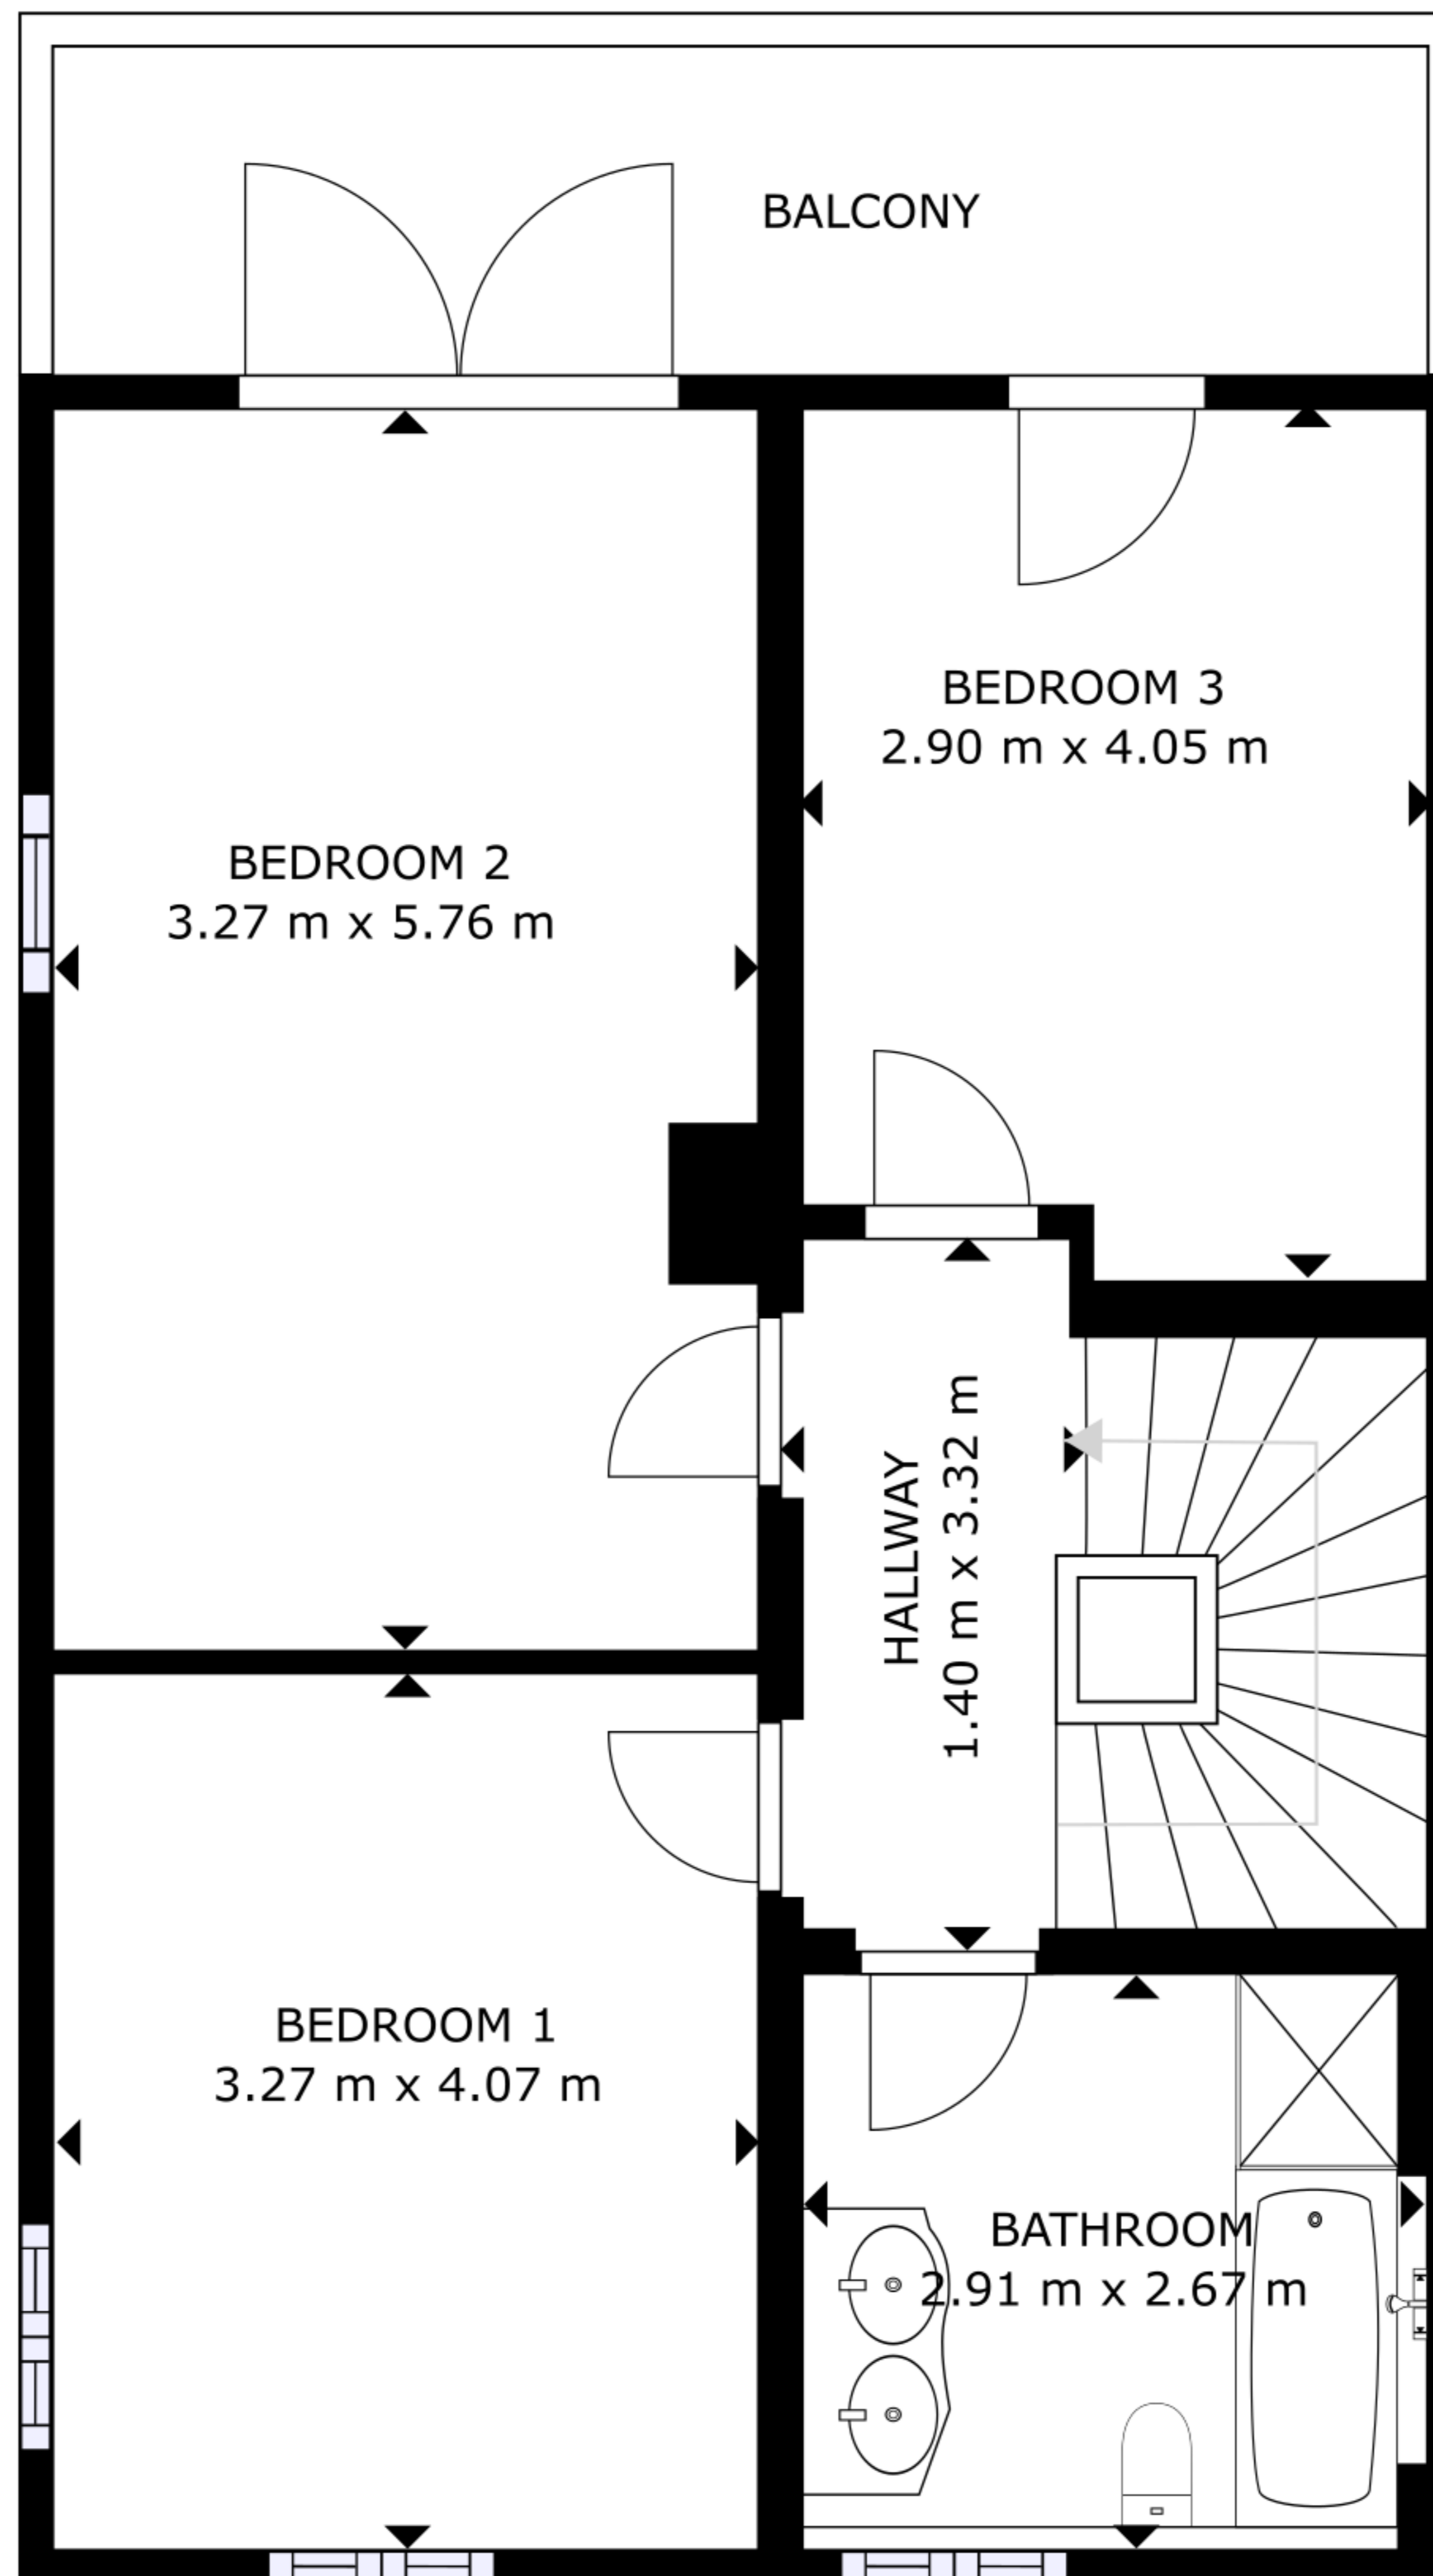 BALCONY
BEDROOM 3
2.90 m x 4.05 m
BEDROOM 2
3.27 m x 5.76 m
HALLWAY
1.40 m x 3.32 m
BEDROOM 1
3.27 m x 4.07 m
BATHROOM
2.91 m x 2.67 m